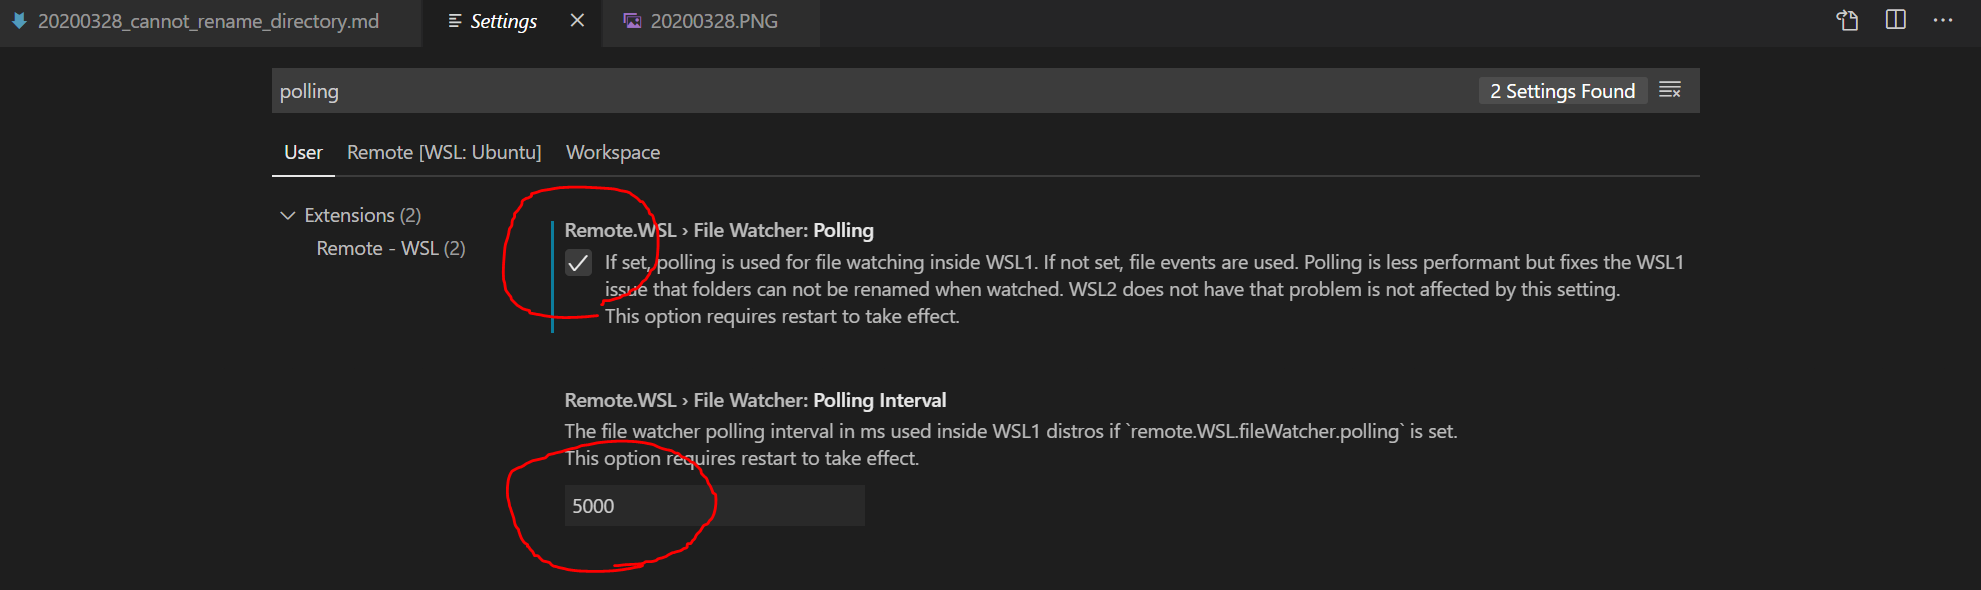 20200328_cannot_rename_directory.md
Settings
20200328.PNG
polling
2 Settings Found
User
Remote [WSL: Ubuntu]
Workspace
Extensions (2)
Remote - WSL (2)
Remote.WSL › File Watcher: Polling
If set, polling is used for file watching inside WSL1. If not set, file events are used. Polling is less performant but fixes the WSL1
issue that folders can not be renamed when watched. WSL2 does not have that problem is not affected by this setting.
This option requires restart to take effect.
Remote.WSL › File Watcher: Polling Interval
The file watcher polling interval in ms used inside WSL1 distros if `remote.WSL.fileWatcher.polling` is set.
This option requires restart to take effect.
5000